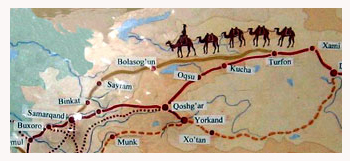 Xami
Bolasog'un
Turfon
Kucha
Oqsu
Sayram
Binkat
Qoshg'ar
Samarqand
Buxoro
Yorkand
Xo'tan
Munk